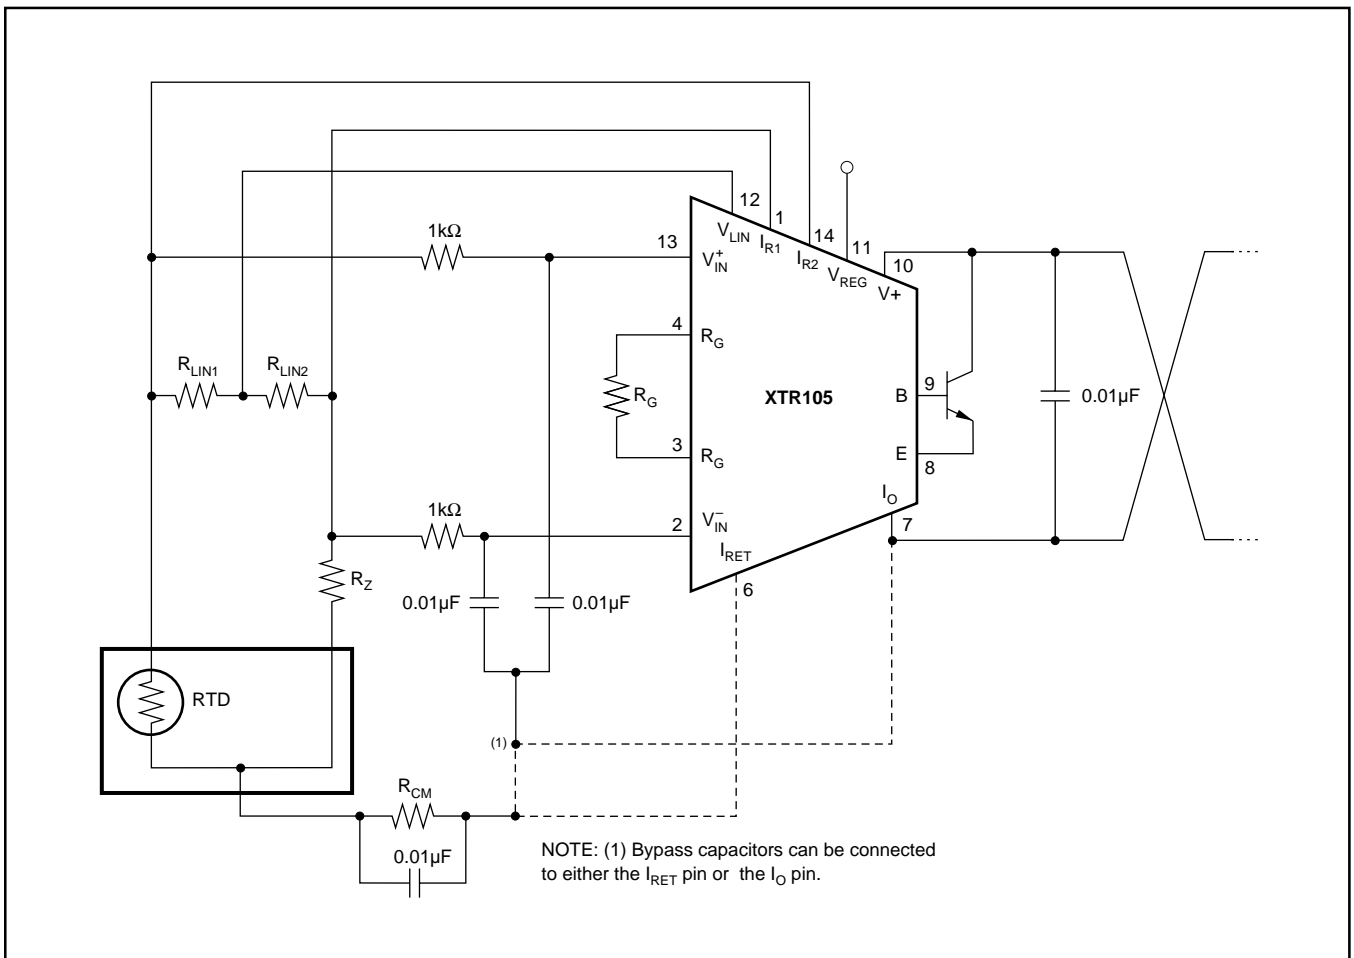 12
1
14
11
10
V_LIN
I_R1
I_R2
V_REG
V+
1kΩ
13
V_IN^+
4
R_G
R_LIN1
R_LIN2
R_G
XTR105
B
9
0.01µF
3
R_G
E
8
I_O
7
1kΩ
2
V_IN^–
I_RET
6
R_Z
0.01µF
0.01µF
RTD
(1)
R_CM
0.01µF
NOTE: (1) Bypass capacitors can be connected
to either the I_RET pin or the I_O pin.